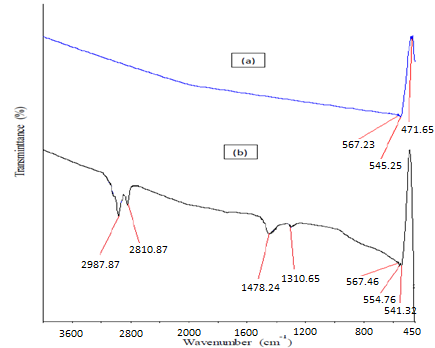 (a)
471.65
567.23
545.25
Transmittance (%)
(b)
2810.87
2987.87
1478.24
1310.65
567.46
554.76
541.32
3600 2800 2000 1600 1200 800 450
Wavenumber (cm⁻¹)